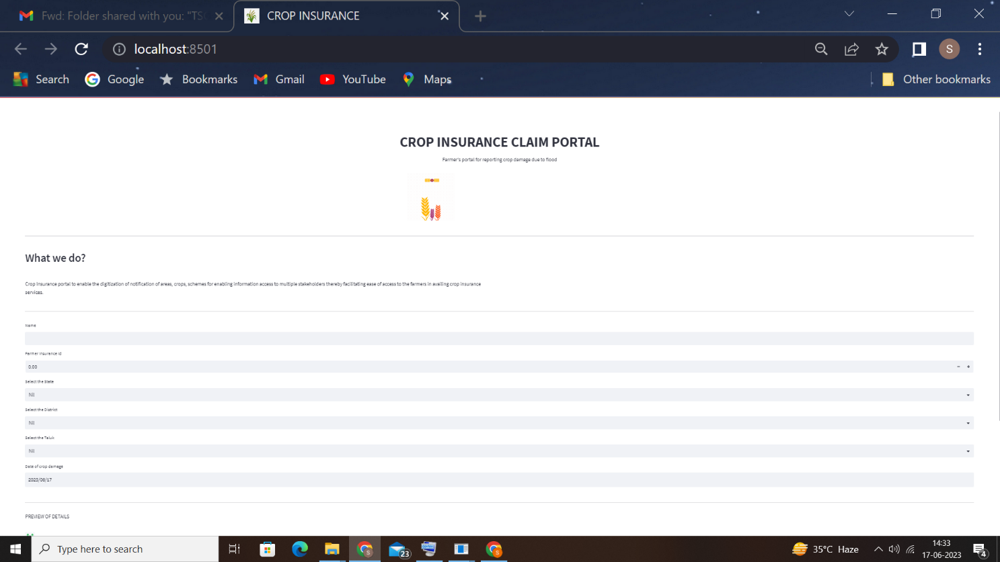 Fwd: Folder shared with you: "TS
CROP INSURANCE
localhost:8501
S
Search
Google
Bookmarks
Gmail
YouTube
Maps
Other bookmarks
CROP INSURANCE CLAIM PORTAL
Farmer's portal for reporting crop damage due to flood
What we do?
Crop Insurance portal to enable the digitization of notification of areas, crops, schemes for enabling information access to multiple stakeholders thereby facilitating ease of access to the farmers in availing crop insurance
services.
Name
Farmer insurance id
0.00
Select the State
Nil
Select the District
Nil
Select the Taluk
Nil
Date of crop damage
2023/06/17
PREVIEW OF DETAILS
Type here to search
23
35°C Haze
14:33
17-06-2023
4